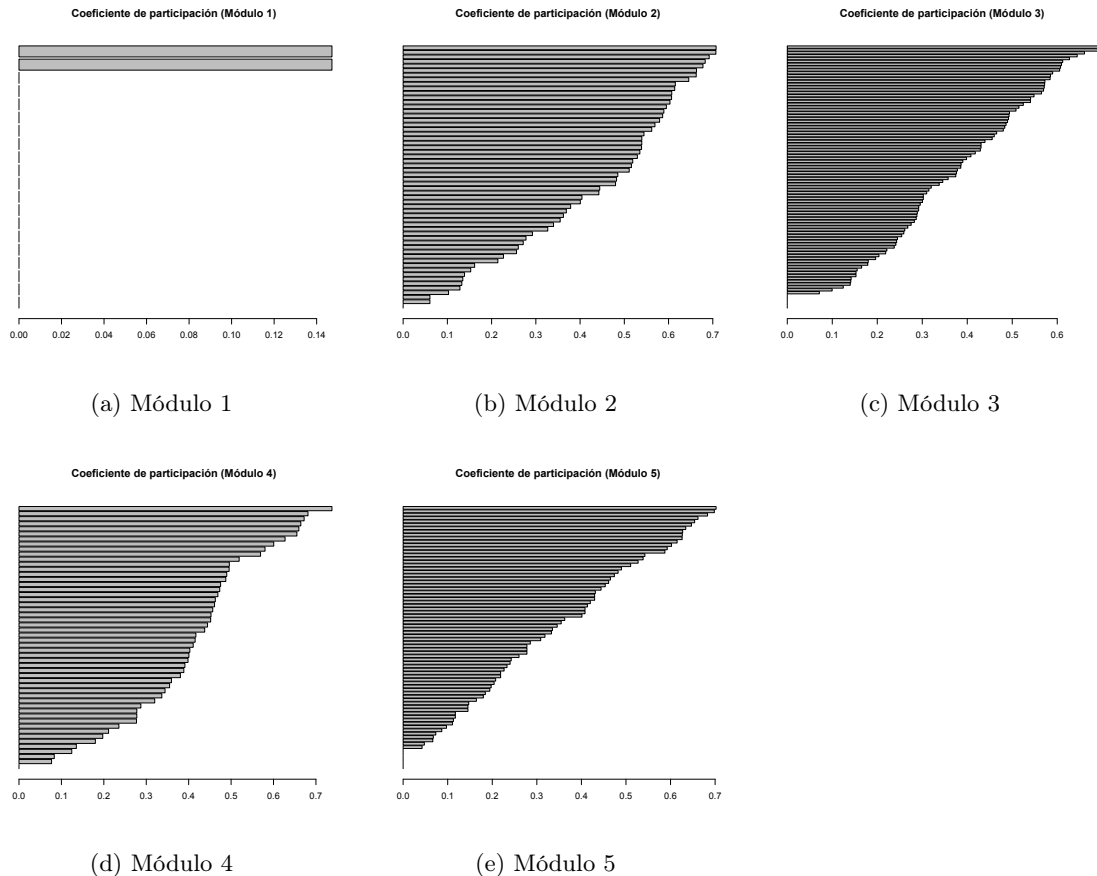 Coeficiente de participación (Módulo 1)
Coeficiente de participación (Módulo 2)
Coeficiente de participación (Módulo 3)
0.00 0.02 0.04 0.06 0.08 0.10 0.12 0.14
0.0 0.1 0.2 0.3 0.4 0.5 0.6 0.7
0.0 0.1 0.2 0.3 0.4 0.5 0.6
(a) Módulo 1
(b) Módulo 2
(c) Módulo 3
Coeficiente de participación (Módulo 4)
Coeficiente de participación (Módulo 5)
0.0 0.1 0.2 0.3 0.4 0.5 0.6 0.7
0.0 0.1 0.2 0.3 0.4 0.5 0.6 0.7
(d) Módulo 4
(e) Módulo 5